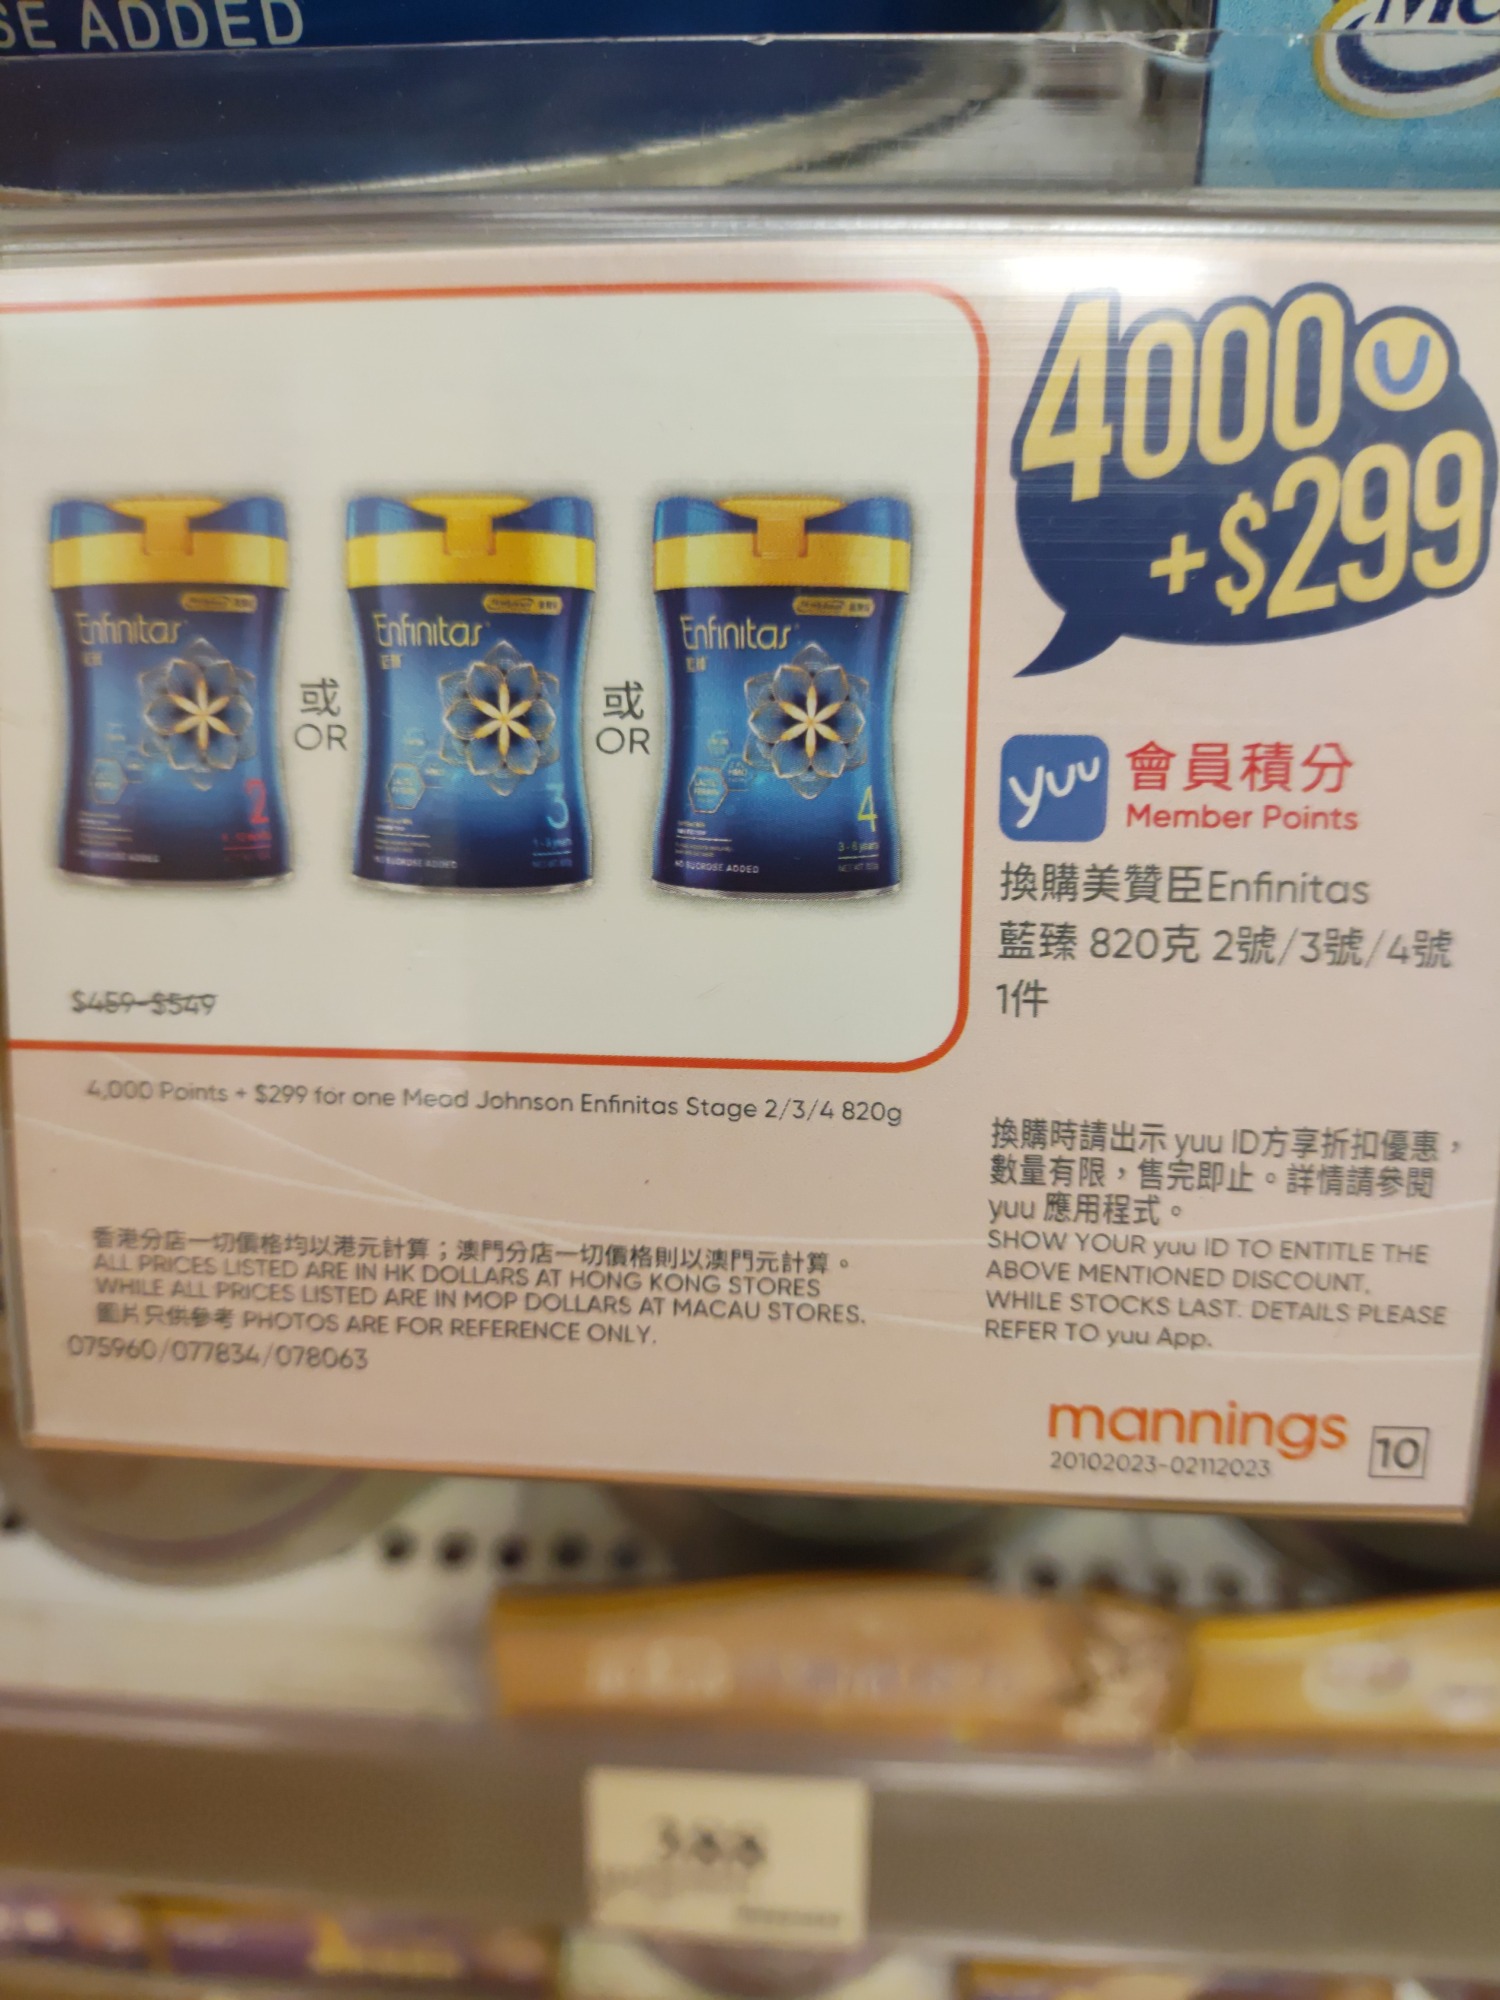 SE ADDED
4000
+$299
Enfinitas
2
Enfinitas
3
1-3 years
NO SUCROSE ADDED
Enfinitas
4
3-6 years
NO SUCROSE ADDED
或
OR
或
OR
$459-$549
yuu 會員積分
Member Points
換購美贊臣Enfinitas
藍臻 820克 2號/3號/4號
1件
4,000 Points + $299 for one Mead Johnson Enfinitas Stage 2/3/4 820g
換購時請出示 yuu ID方享折扣優惠，
數量有限，售完即止。詳情請參閱
yuu 應用程式。
SHOW YOUR yuu ID TO ENTITLE THE
ABOVE MENTIONED DISCOUNT,
WHILE STOCKS LAST. DETAILS PLEASE
REFER TO yuu App.
香港分店一切價格均以港元計算；澳門分店一切價格則以澳門元計算。
ALL PRICES LISTED ARE IN HK DOLLARS AT HONG KONG STORES
WHILE ALL PRICES LISTED ARE IN MOP DOLLARS AT MACAU STORES.
圖片只供參考 PHOTOS ARE FOR REFERENCE ONLY.
075960/077834/078063
mannings
20102023-02112023
10